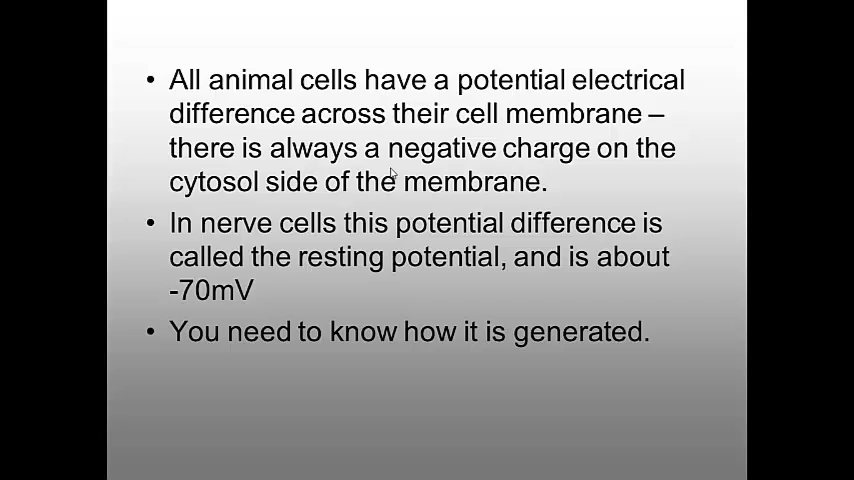 • All animal cells have a potential electrical
difference across their cell membrane –
there is always a negative charge on the
cytosol side of the membrane.
• In nerve cells this potential difference is
called the resting potential, and is about
-70mV
• You need to know how it is generated.